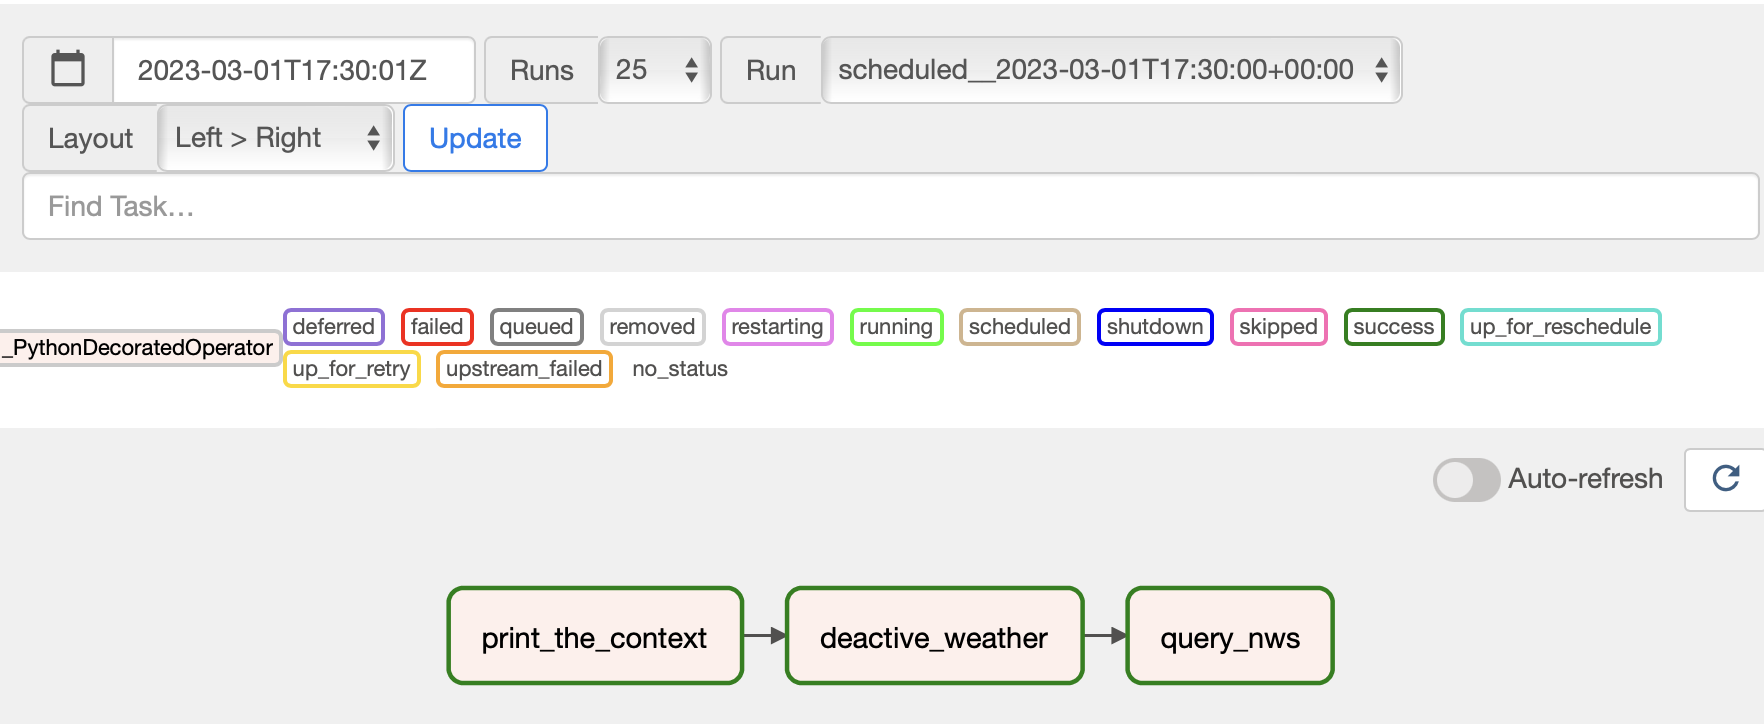 2023-03-01T17:30:01Z Runs 25 Run scheduled__2023-03-01T17:30:00+00:00
Layout Left > Right Update
Find Task...
_PythonDecoratedOperator
deferred failed queued removed restarting running scheduled shutdown skipped success up_for_reschedule
up_for_retry upstream_failed no_status
Auto-refresh
print_the_context deactive_weather query_nws